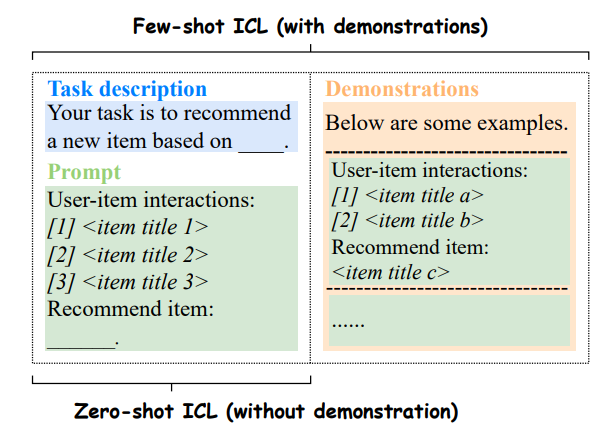 Few-shot ICL (with demonstrations)
Task description
Your task is to recommend
a new item based on ____.
Prompt
User-item interactions:
[1] <item title 1>
[2] <item title 2>
[3] <item title 3>
Recommend item:
______.
Demonstrations
Below are some examples.
User-item interactions:
[1] <item title a>
[2] <item title b>
Recommend item:
<item title c>
......
Zero-shot ICL (without demonstration)